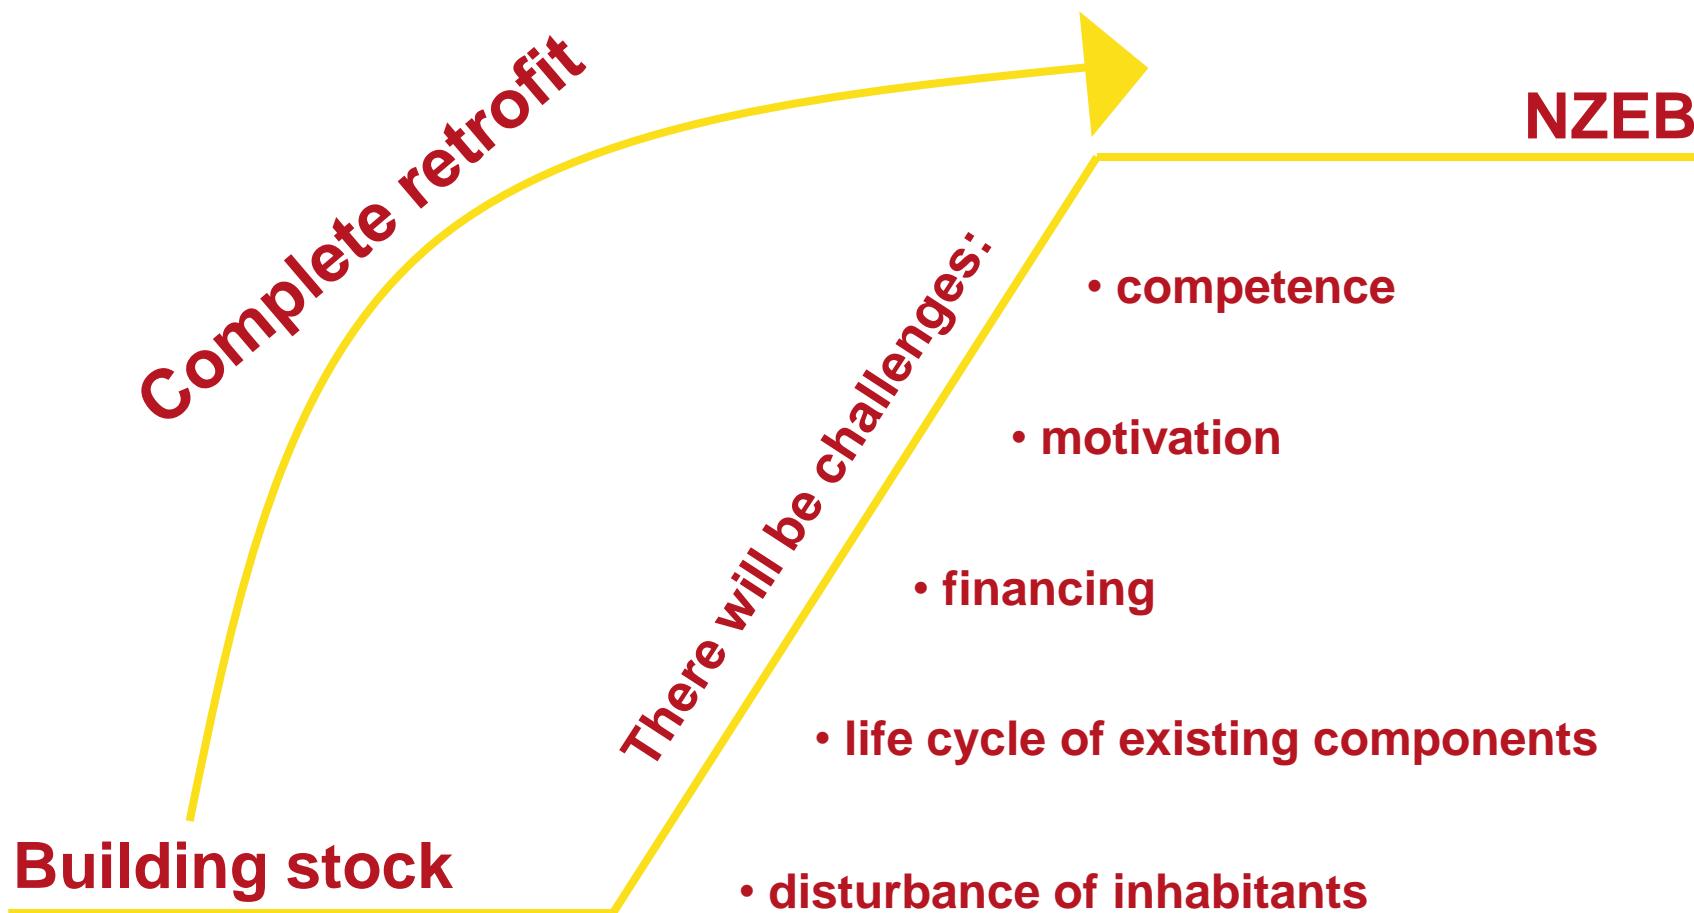 Complete retrofit
NZEB
There will be challenges:
• competence
• motivation
• financing
• life cycle of existing components
Building stock
• disturbance of inhabitants